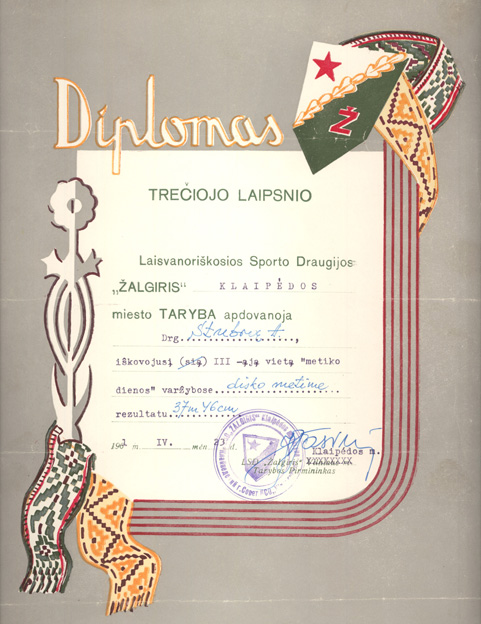 Diplomas
Ž
TREČIOJO LAIPSNIO
Laisvanoriškosios Sporto Draugijos
„ŽALGIRIS“ KLAIPĖDOS
miesto TARYBA apdovanoja
Drg.
iškovojusį (sią) III -ąją vietą "metiko
dienos" varžybose disko metime
rezultatu 37m 46cm
m. IV. mėn. d.
Klaipėdos m.
LSD „Žalgiris“
Tarybos Pirmininkas